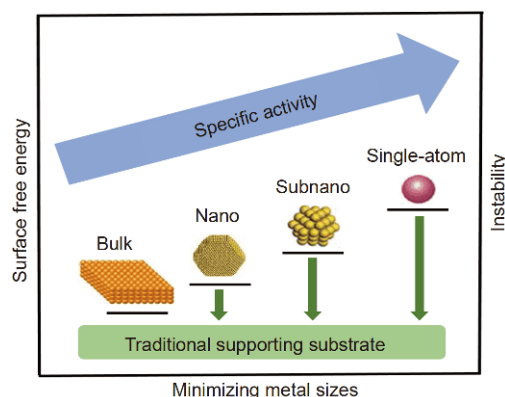 Surface free energy
Specific activity
Single-atom
Subnano
Nano
Bulk
Instability
Traditional supporting substrate
Minimizing metal sizes